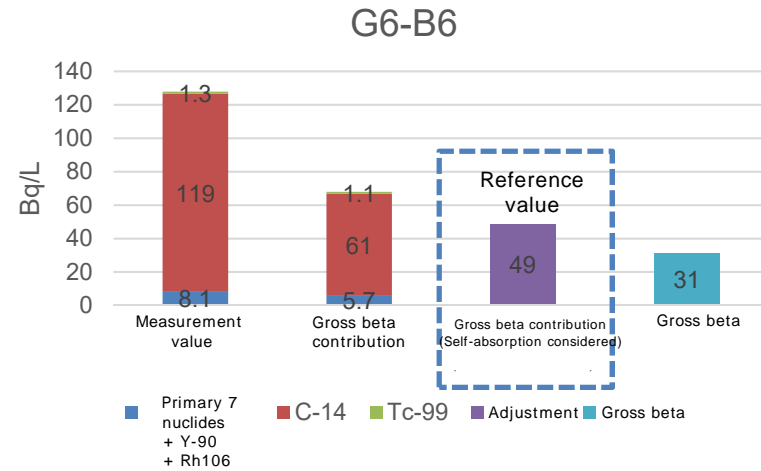 G6-B6
140
120
100
80
60
40
20
0
Bq/L
1.3
119
8.1
1.1
61
5.7
Reference
value
49
31
Measurement
value
Gross beta
contribution
Gross beta contribution
(Self-absorption considered)
Gross beta
Primary 7
nuclides
+ Y-90
+ Rh106
C-14
Tc-99
Adjustment
Gross beta